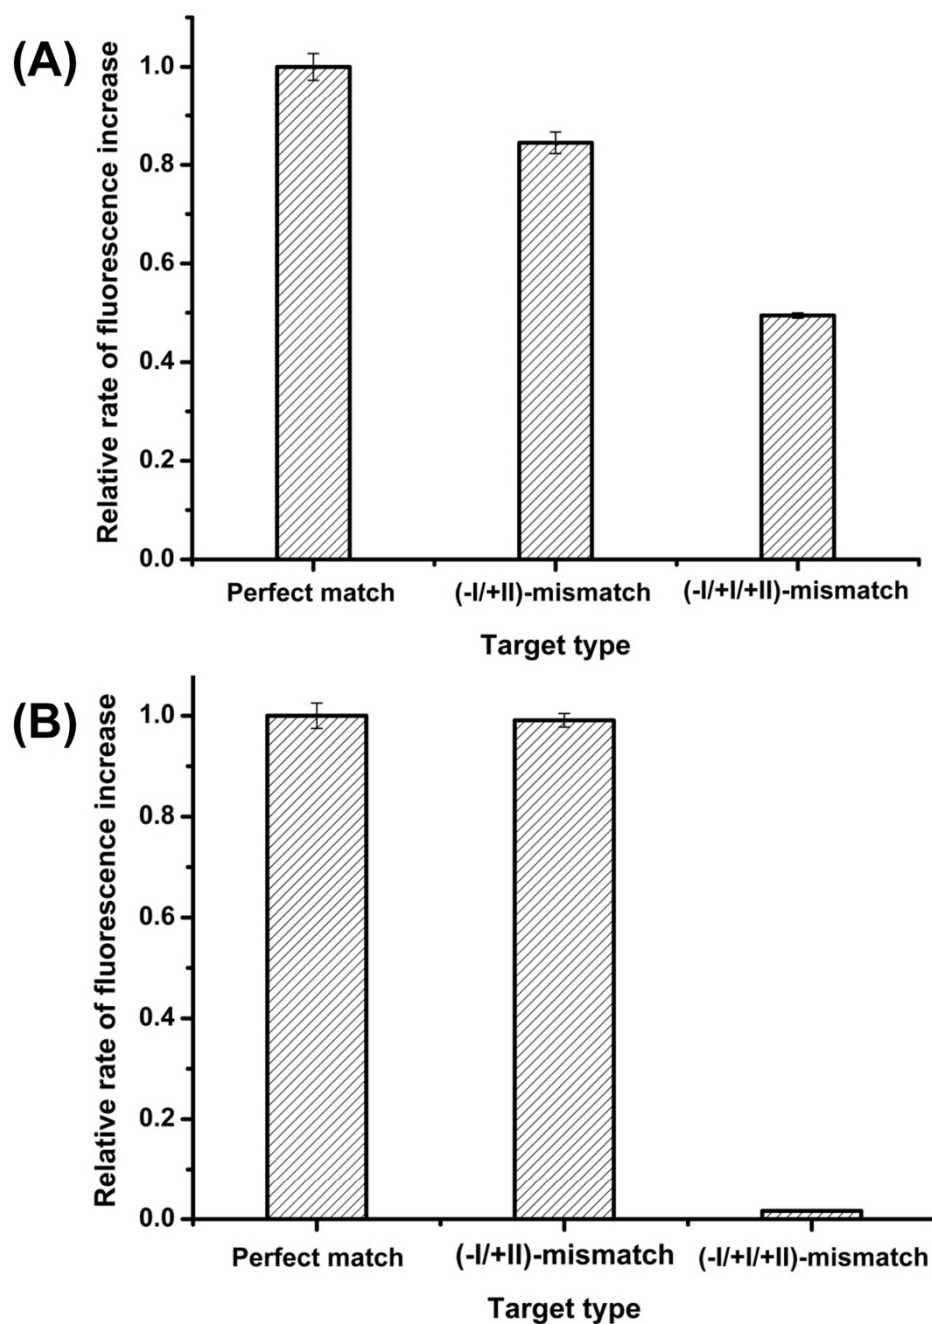 (A)
Relative rate of fluorescence increase
1.0
0.8
0.6
0.4
0.2
0.0
Perfect match (-I/+II)-mismatch (-I/+I/+II)-mismatch
Target type
(B)
Relative rate of fluorescence increase
1.0
0.8
0.6
0.4
0.2
0.0
Perfect match (-I/+II)-mismatch (-I/+I/+II)-mismatch
Target type